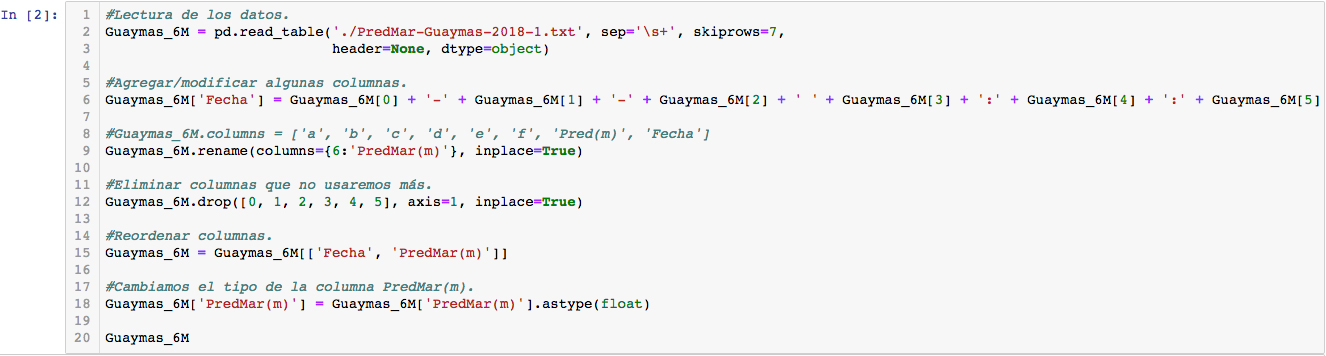 In [2]:
1 #Lectura de los datos.
2 Guaymas_6M = pd.read_table('./PredMar-Guaymas-2018-1.txt', sep='\s+', skiprows=7,
3 header=None, dtype=object)
4
5 #Agregar/modificar algunas columnas.
6 Guaymas_6M['Fecha'] = Guaymas_6M[0] + '-' + Guaymas_6M[1] + '-' + Guaymas_6M[2] + ' ' + Guaymas_6M[3] + ':' + Guaymas_6M[4] + ':' + Guaymas_6M[5]
7
8 #Guaymas_6M.columns = ['a', 'b', 'c', 'd', 'e', 'f', 'Pred(m)', 'Fecha']
9 Guaymas_6M.rename(columns={6:'PredMar(m)'}, inplace=True)
10
11 #Eliminar columnas que no usaremos más.
12 Guaymas_6M.drop([0, 1, 2, 3, 4, 5], axis=1, inplace=True)
13
14 #Reordenar columnas.
15 Guaymas_6M = Guaymas_6M[['Fecha', 'PredMar(m)']]
16
17 #Cambiamos el tipo de la columna PredMar(m).
18 Guaymas_6M['PredMar(m)'] = Guaymas_6M['PredMar(m)'].astype(float)
19
20 Guaymas_6M